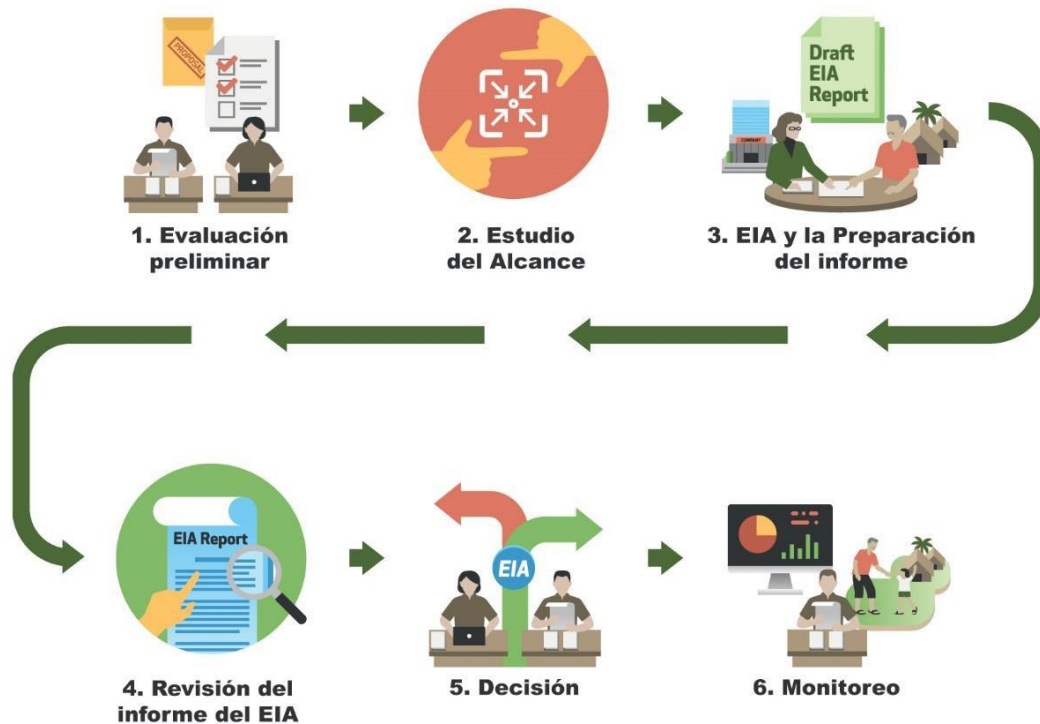 PROPOSAL
Draft
EIA
Report
COMPANY
1. Evaluación
preliminar
2. Estudio
del Alcance
3. EIA y la Preparación
del informe
EIA Report
EIA
4. Revisión del
informe del EIA
5. Decisión
6. Monitoreo